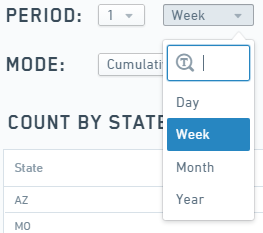 PERIOD: 1 Week
MODE: Cumulati
Day
Week
Month
Year
COUNT BY STATE
State
AZ
MO